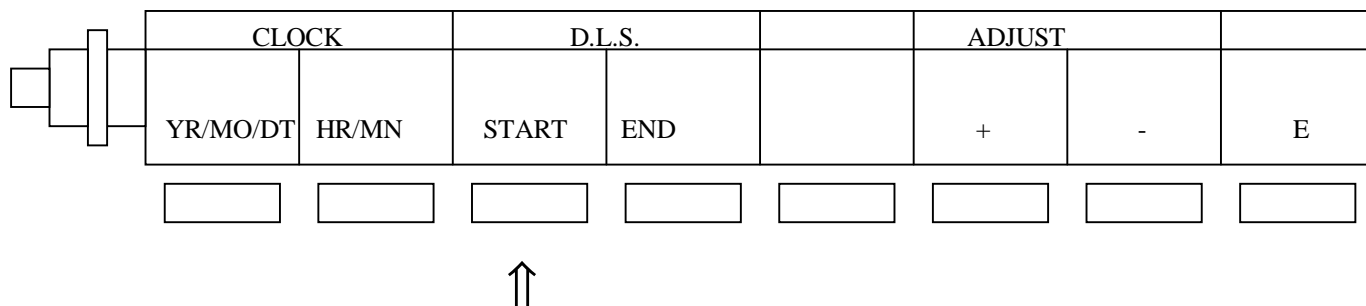 CLOCK D.L.S. ADJUST
YR/MO/DT HR/MN START END + - E